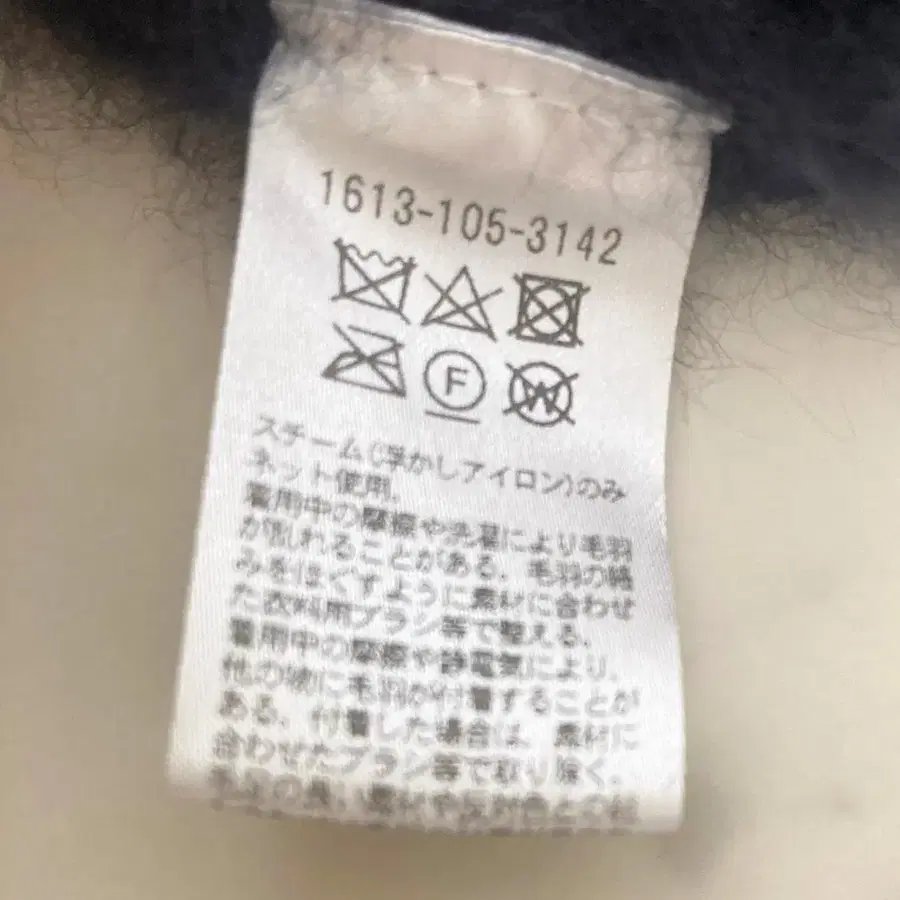 1613-105-3142
F
W
スチーム(浮かしアイロン)のみ
ネット使用.
着用中の摩擦や洗濯により毛羽
が乱れることがある. 毛羽の絡
みをほぐすように素材に合わせ
た衣料用ブラシ等で整える.
着用中の摩擦や静電気により,
他の物に毛羽が付着することが
ある. 付着した場合は, 素材に
合わせたブラシ等で取り除く.